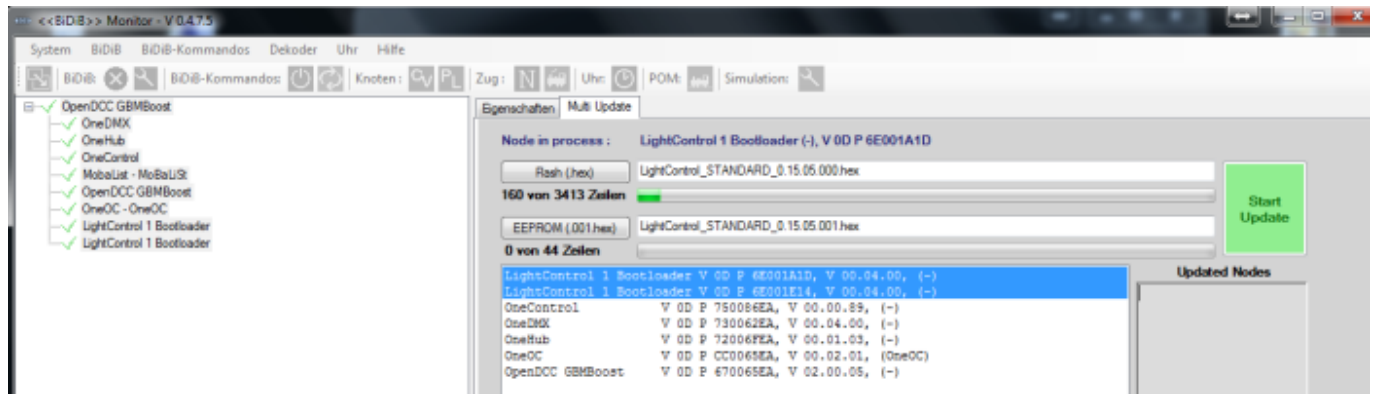 <<BiDiB>> Monitor - V 0.4.7.5
System BiDiB BiDiB-Kommandos Dekoder Uhr Hilfe
BiDiB: BiDiB-Kommandos: Knoten: CV PL Zug: N Uhr: POM: Simulation:
OpenDCC GBMBoost
OneDMX
OneHub
OneControl
MobaList - MoBaLiSt
OpenDCC GBMBoost
OneOC - OneOC
LightControl 1 Bootloader
LightControl 1 Bootloader
Eigenschaften Multi Update
Node in process : LightControl 1 Bootloader (-), V 0D P 6E001A1D
Flash (.hex) LightControl_STANDARD_0.15.05.000.hex
160 von 3413 Zeilen
EEPROM (.001.hex) LightControl_STANDARD_0.15.05.001.hex
0 von 44 Zeilen
Start
Update
LightControl 1 Bootloader V 0D P 6E001A1D, V 00.04.00, (-)
LightControl 1 Bootloader V 0D P 6E001E14, V 00.04.00, (-)
OneControl V 0D P 750086EA, V 00.00.89, (-)
OneDMX V 0D P 730062EA, V 00.04.00, (-)
OneHub V 0D P 72006FEA, V 00.01.03, (-)
OneOC V 0D P CC0065EA, V 00.02.01, (OneOC)
OpenDCC GBMBoost V 0D P 670065EA, V 02.00.05, (-)
Updated Nodes